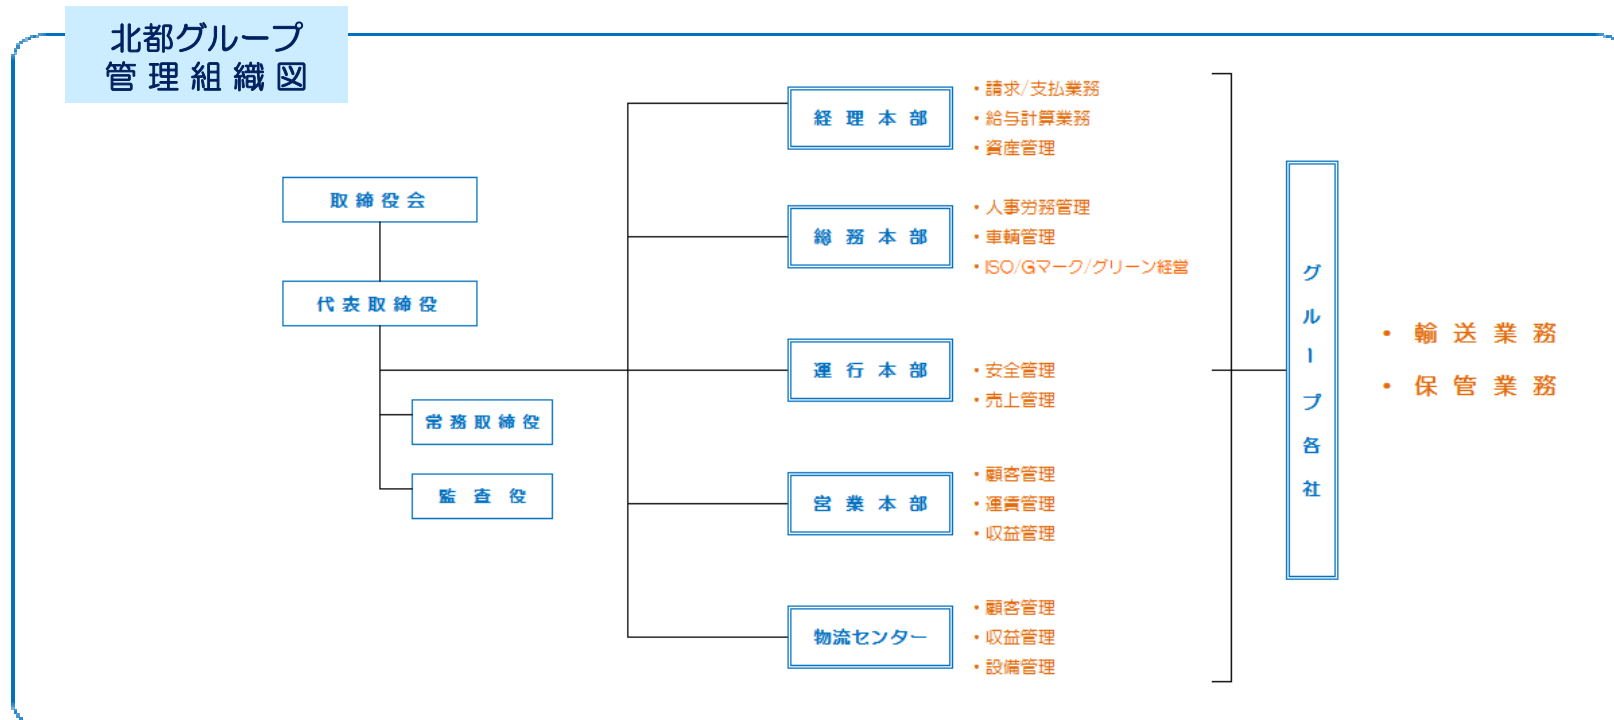 北都グループ
管理組織図
取締役会
代表取締役
常務取締役
監査役
経理本部
・請求/支払業務
・給与計算業務
・資産管理
総務本部
・人事労務管理
・車輌管理
・ISO/Gマーク/グリーン経営
運行本部
・安全管理
・売上管理
営業本部
・顧客管理
・運賃管理
・収益管理
物流センター
・顧客管理
・収益管理
・設備管理
グループ各社
・輸送業務
・保管業務